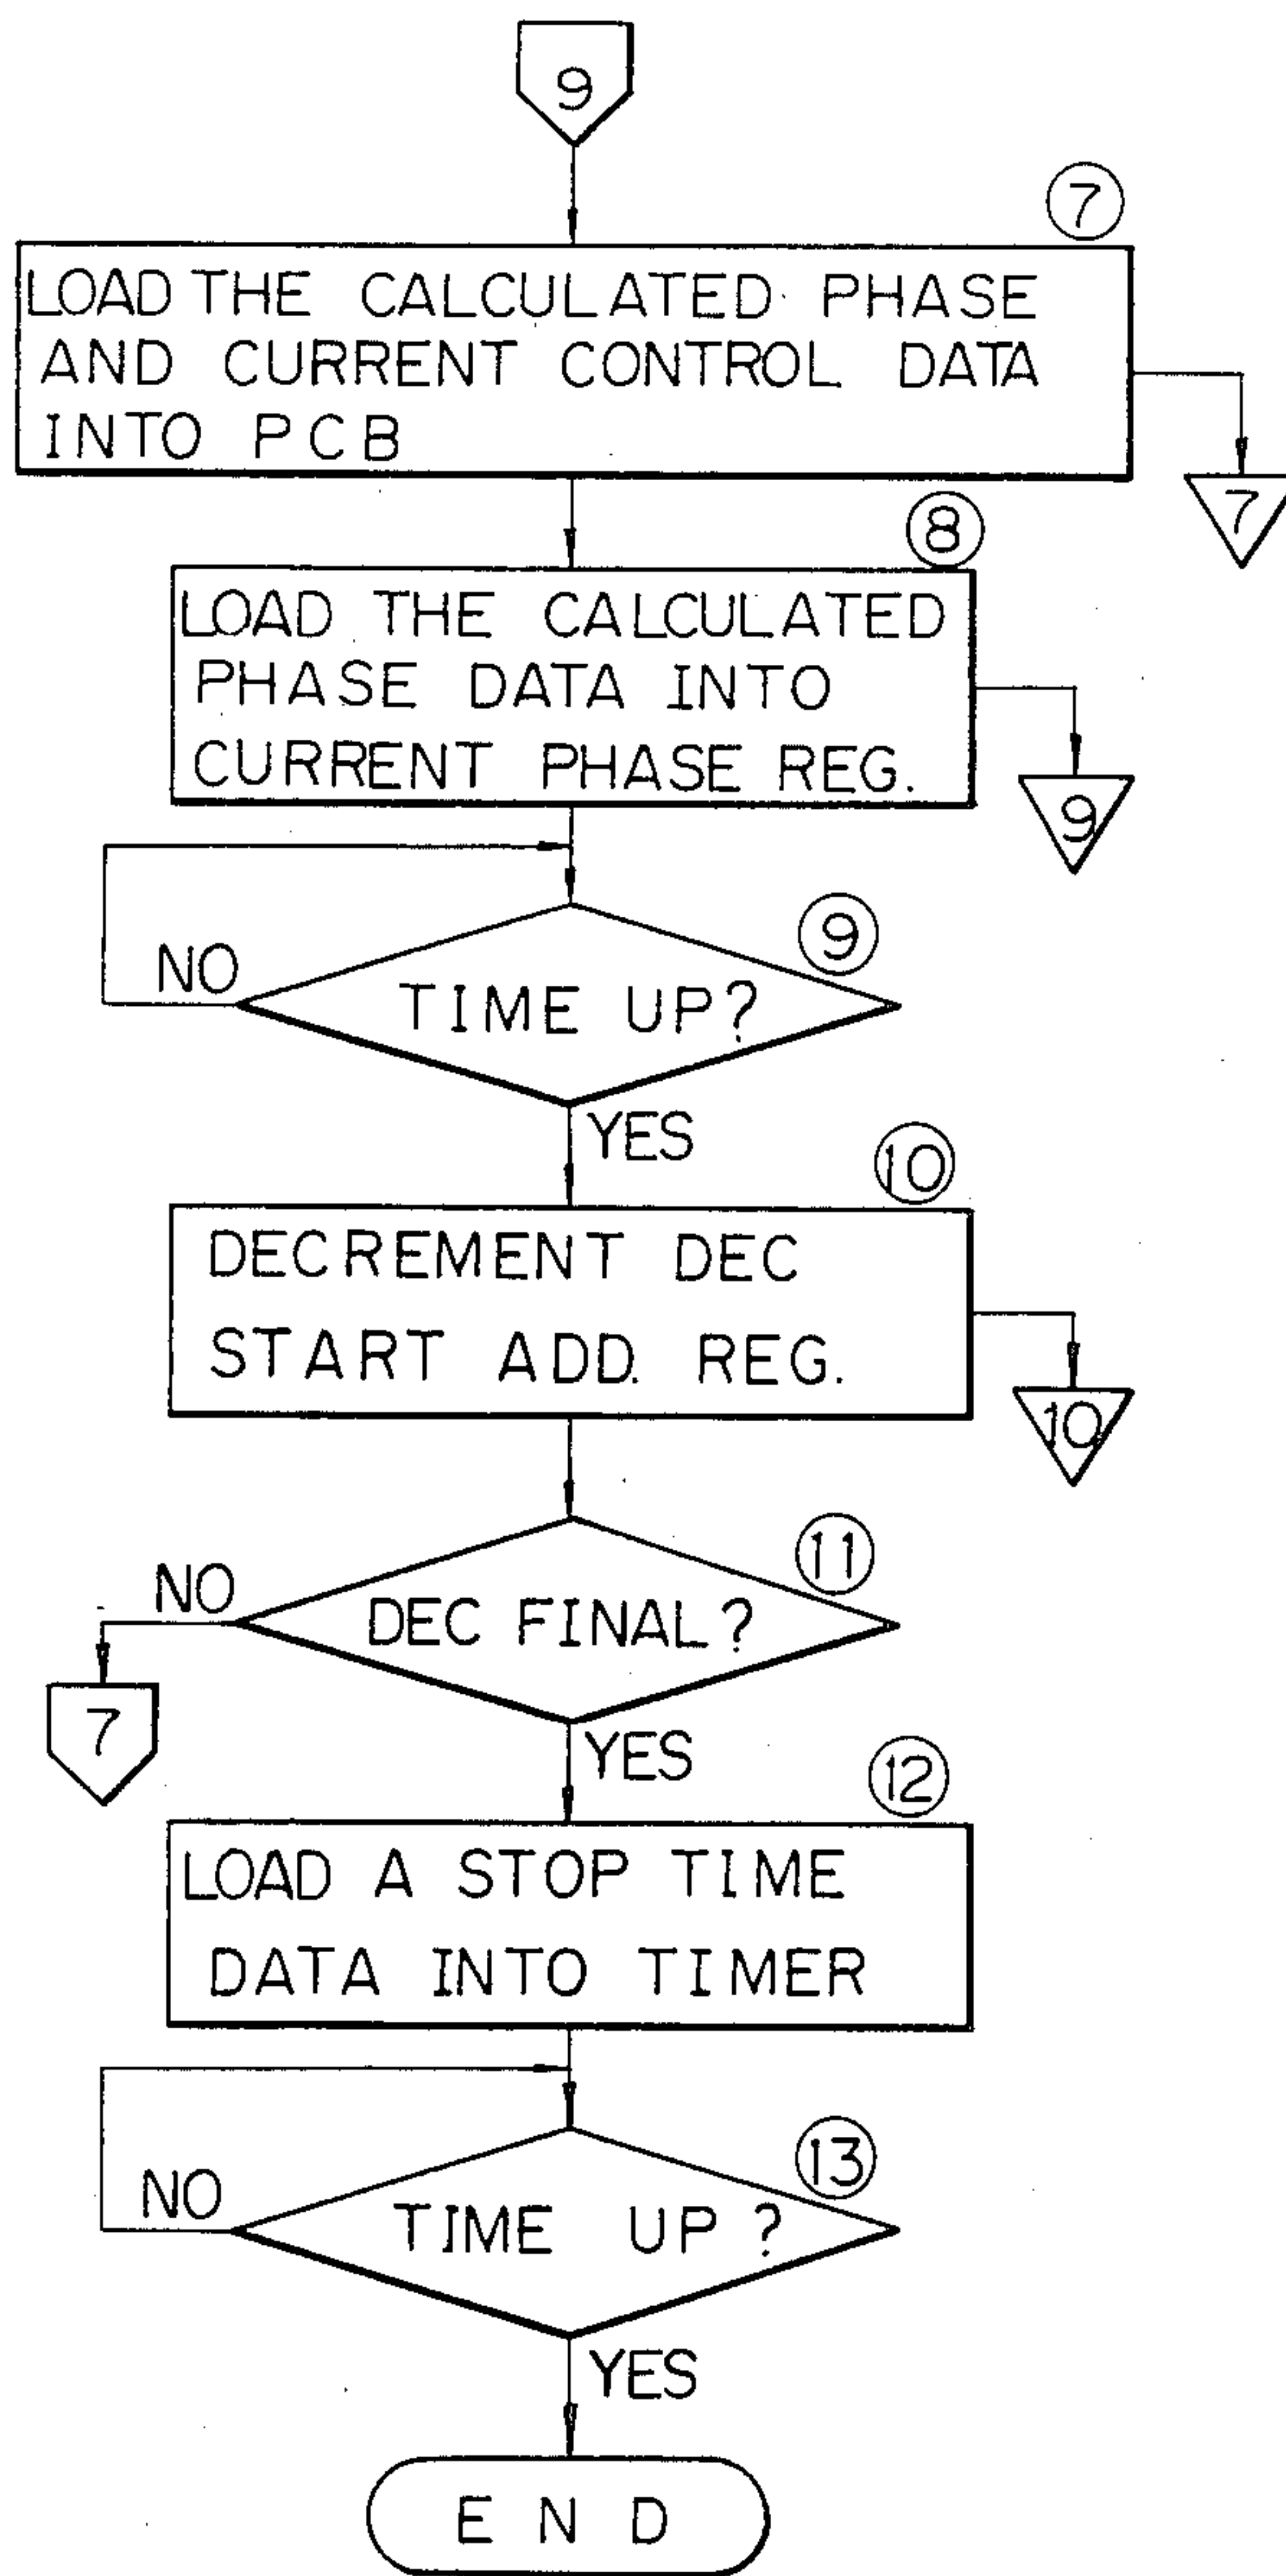 9
7
LOAD THE CALCULATED PHASE
AND CURRENT CONTROL DATA
INTO PCB
7
8
LOAD THE CALCULATED
PHASE DATA INTO
CURRENT PHASE REG.
9
9
NO
TIME UP?
YES
10
DECREMENT DEC
START ADD. REG.
10
11
NO
DEC FINAL?
7
YES
12
LOAD A STOP TIME
DATA INTO TIMER
13
NO
TIME UP?
YES
END